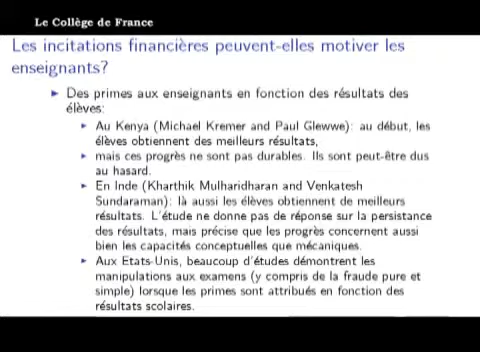 Le Collège de France
Les incitations financières peuvent-elles motiver les
enseignants?
Des primes aux enseignants en fonction des résultats des
élèves:
Au Kenya (Michael Kremer and Paul Glewwe): au début, les
élèves obtiennent des meilleurs résultats,
mais ces progrès ne sont pas durables. Ils sont peut-être dus
au hasard.
En Inde (Kharthik Mulharidharan and Venkatesh
Sundaraman): là aussi les élèves obtiennent de meilleurs
résultats. L'étude ne donne pas de réponse sur la persistance
des résultats, mais précise que les progrès concernent aussi
bien les capacités conceptuelles que mécaniques.
Aux Etats-Unis, beaucoup d'études démontrent les
manipulations aux examens (y compris de la fraude pure et
simple) lorsque les primes sont attribués en fonction des
résultats scolaires.